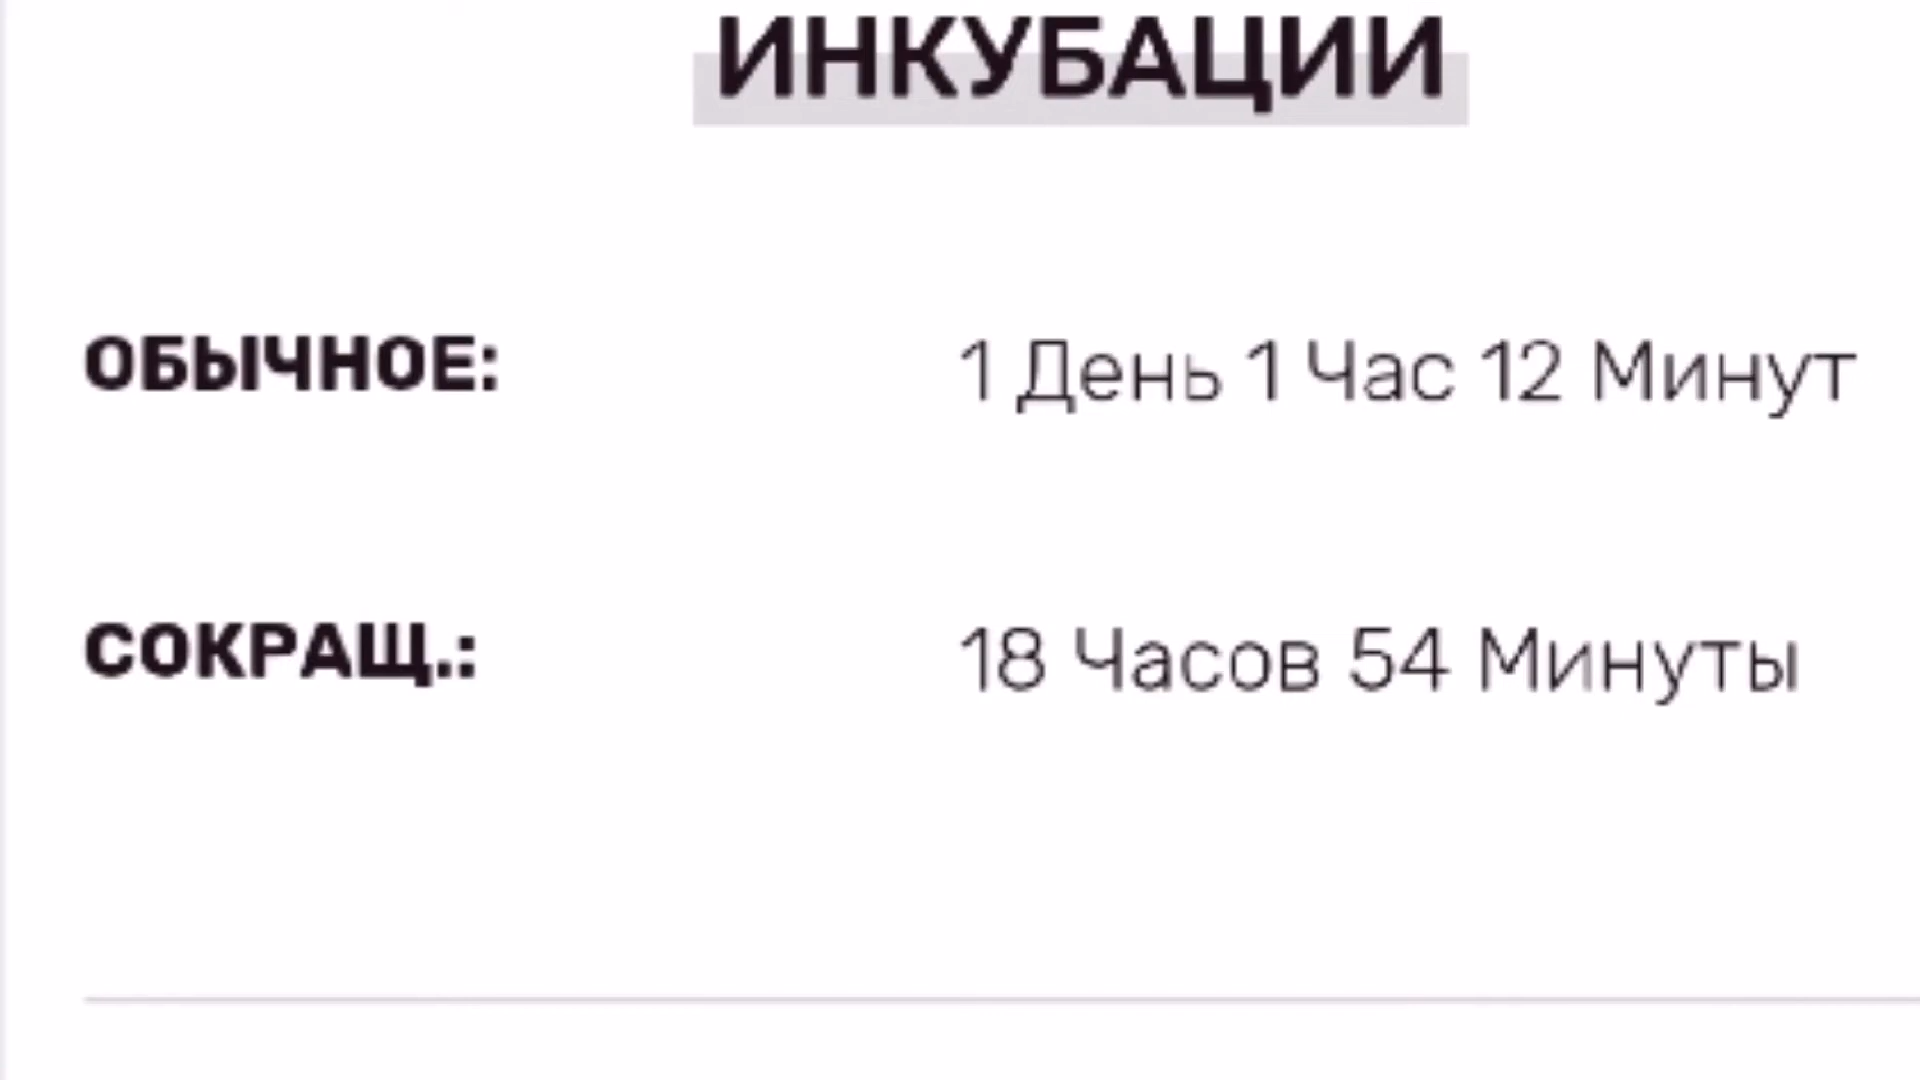 ИНКУБАЦИИ
ОБЫЧНОЕ: 1 День 1 Час 12 Минут
СОКРАЩ.: 18 Часов 54 Минуты